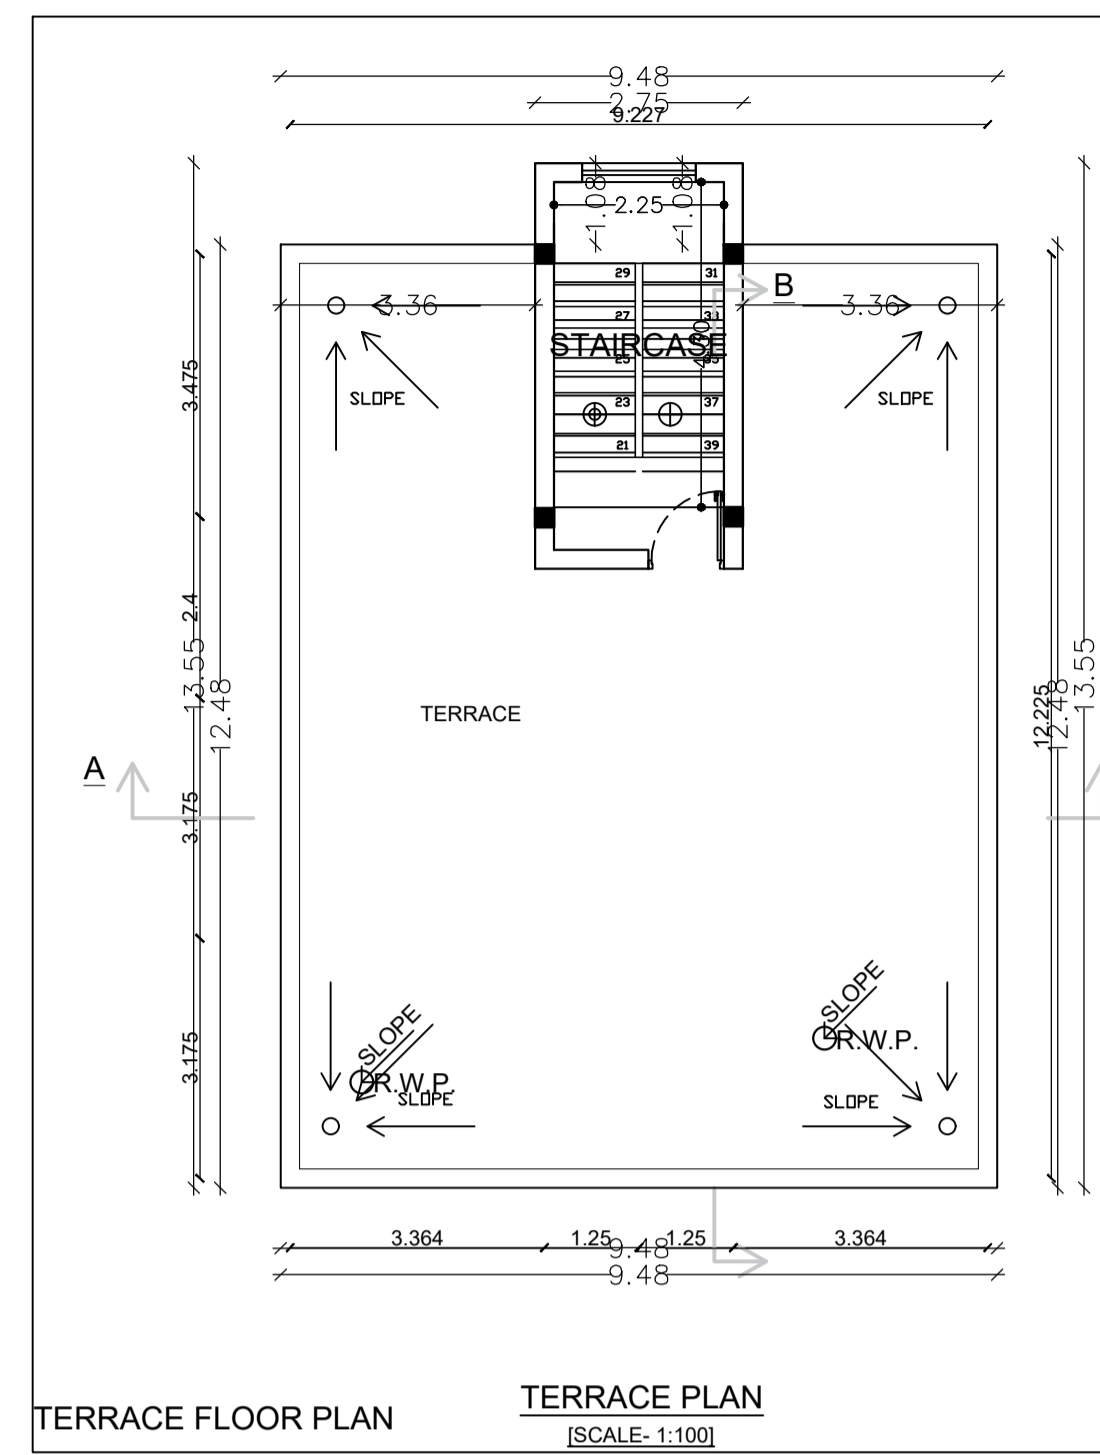 9.48
2.75
9.227
1.08
1.08
2.25
29
31
B
3.36
3.36
27
33
STAIRCASE
4.30
25
35
3.475
SLOPE
SLOPE
23
37
21
39
2.4
13.55
12.48
TERRACE
12.225
12.48
13.55
A
3.175
SLOPE
SLOPE
R.W.P.
R.W.P.
3.175
SLOPE
SLOPE
3.364
1.25
9.48
1.25
3.364
9.48
TERRACE PLAN
TERRACE FLOOR PLAN
[SCALE- 1:100]